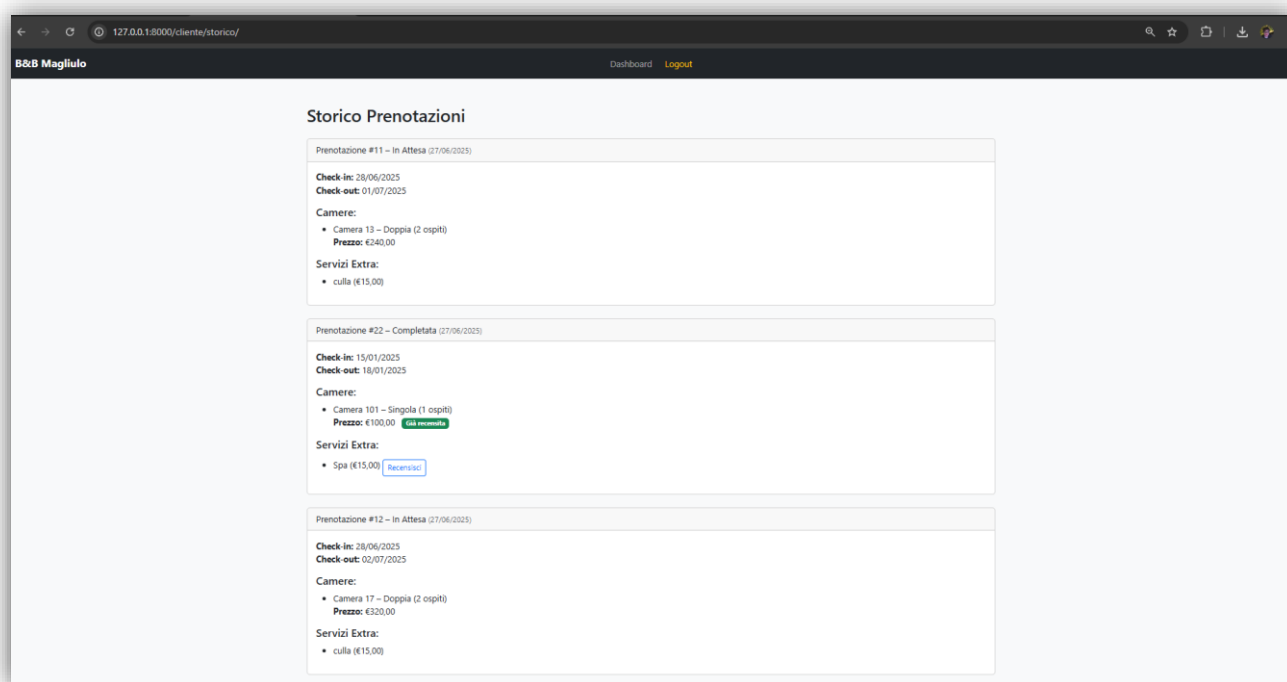 127.0.0.1:8000/cliente/storico/
B&B Magliulo Dashboard Logout
Storico Prenotazioni
Prenotazione #11 – In Attesa (27/06/2025)
Check-in: 28/06/2025
Check-out: 01/07/2025
Camere:
• Camera 13 – Doppia (2 ospiti)
Prezzo: €240,00
Servizi Extra:
• culla (€15,00)
Prenotazione #22 – Completata (27/06/2025)
Check-in: 15/01/2025
Check-out: 18/01/2025
Camere:
• Camera 101 – Singola (1 ospiti)
Prezzo: €100,00 Già recensita
Servizi Extra:
• Spa (€15,00) Recensisci
Prenotazione #12 – In Attesa (27/06/2025)
Check-in: 28/06/2025
Check-out: 02/07/2025
Camere:
• Camera 17 – Doppia (2 ospiti)
Prezzo: €320,00
Servizi Extra:
• culla (€15,00)